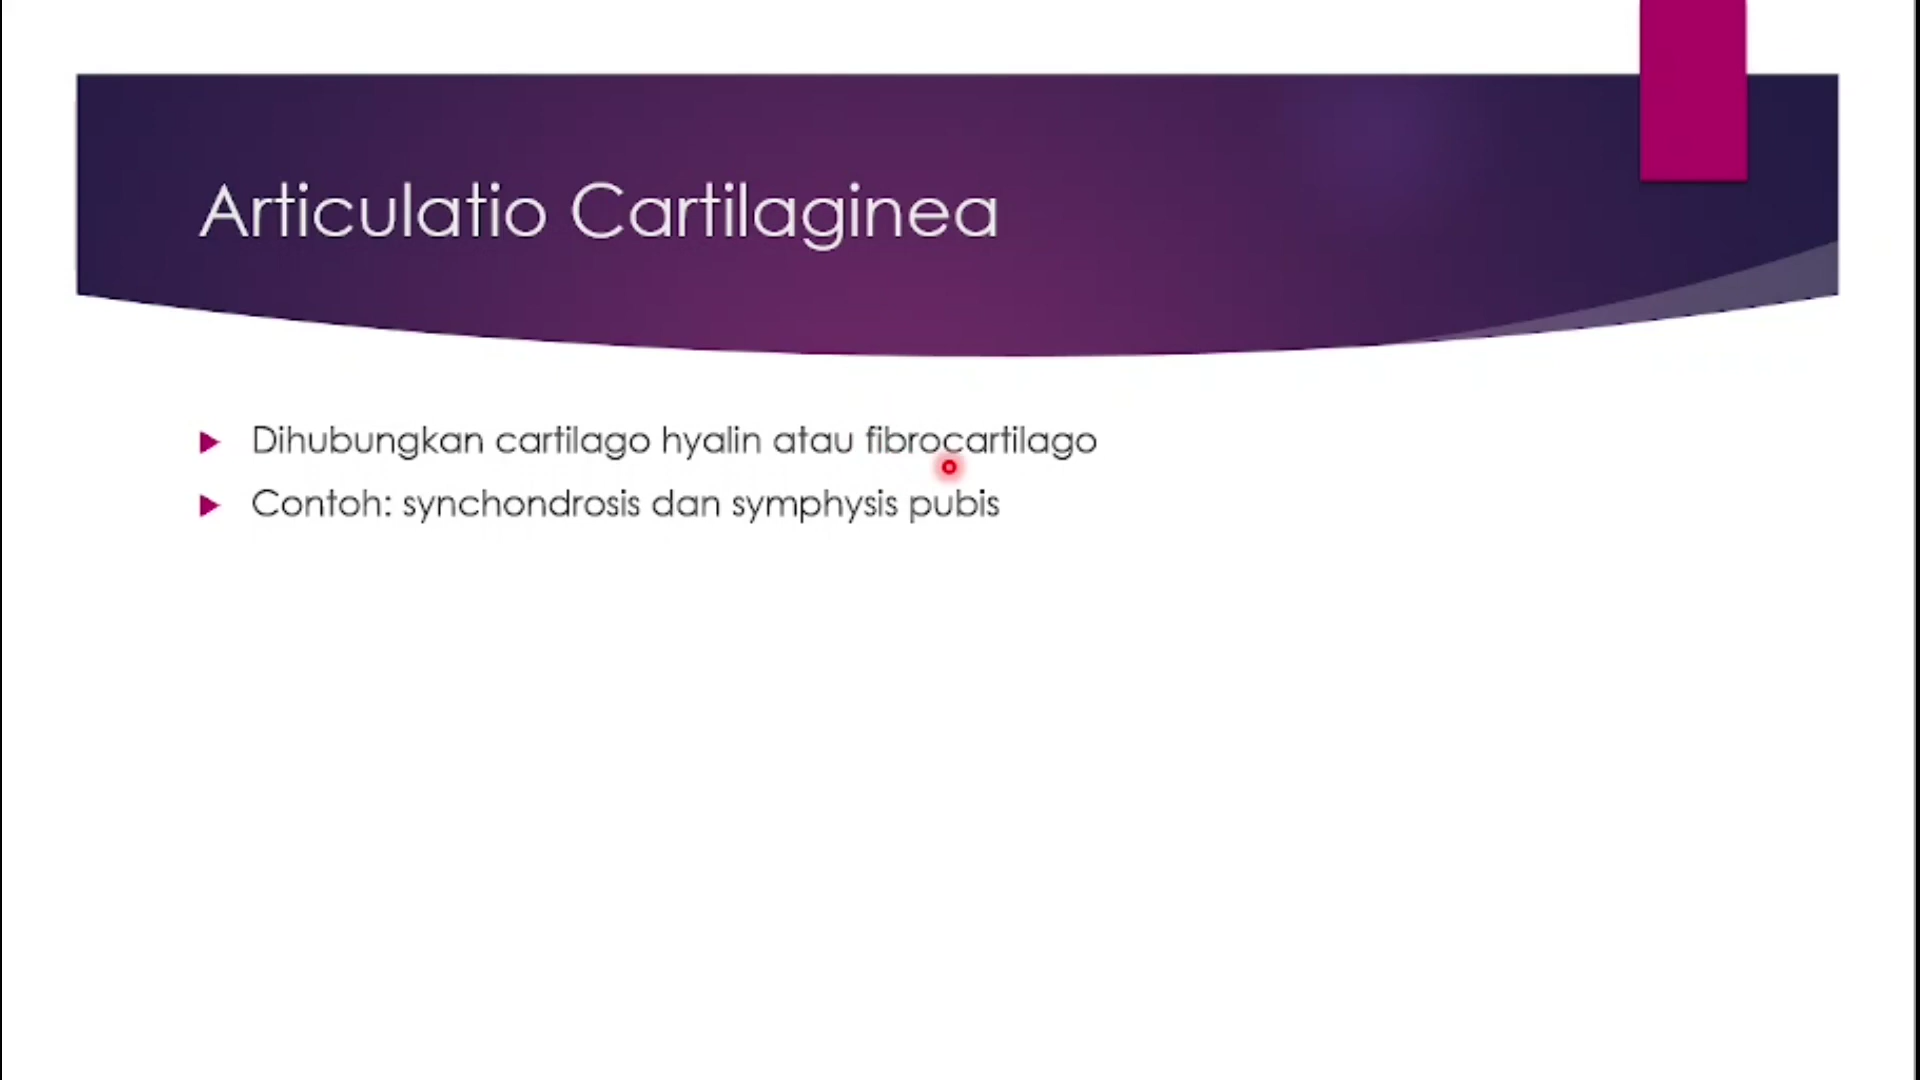 Articulatio Cartilaginea
Dihubungkan cartilago hyalin atau fibrocartilago
Contoh: synchondrosis dan symphysis pubis